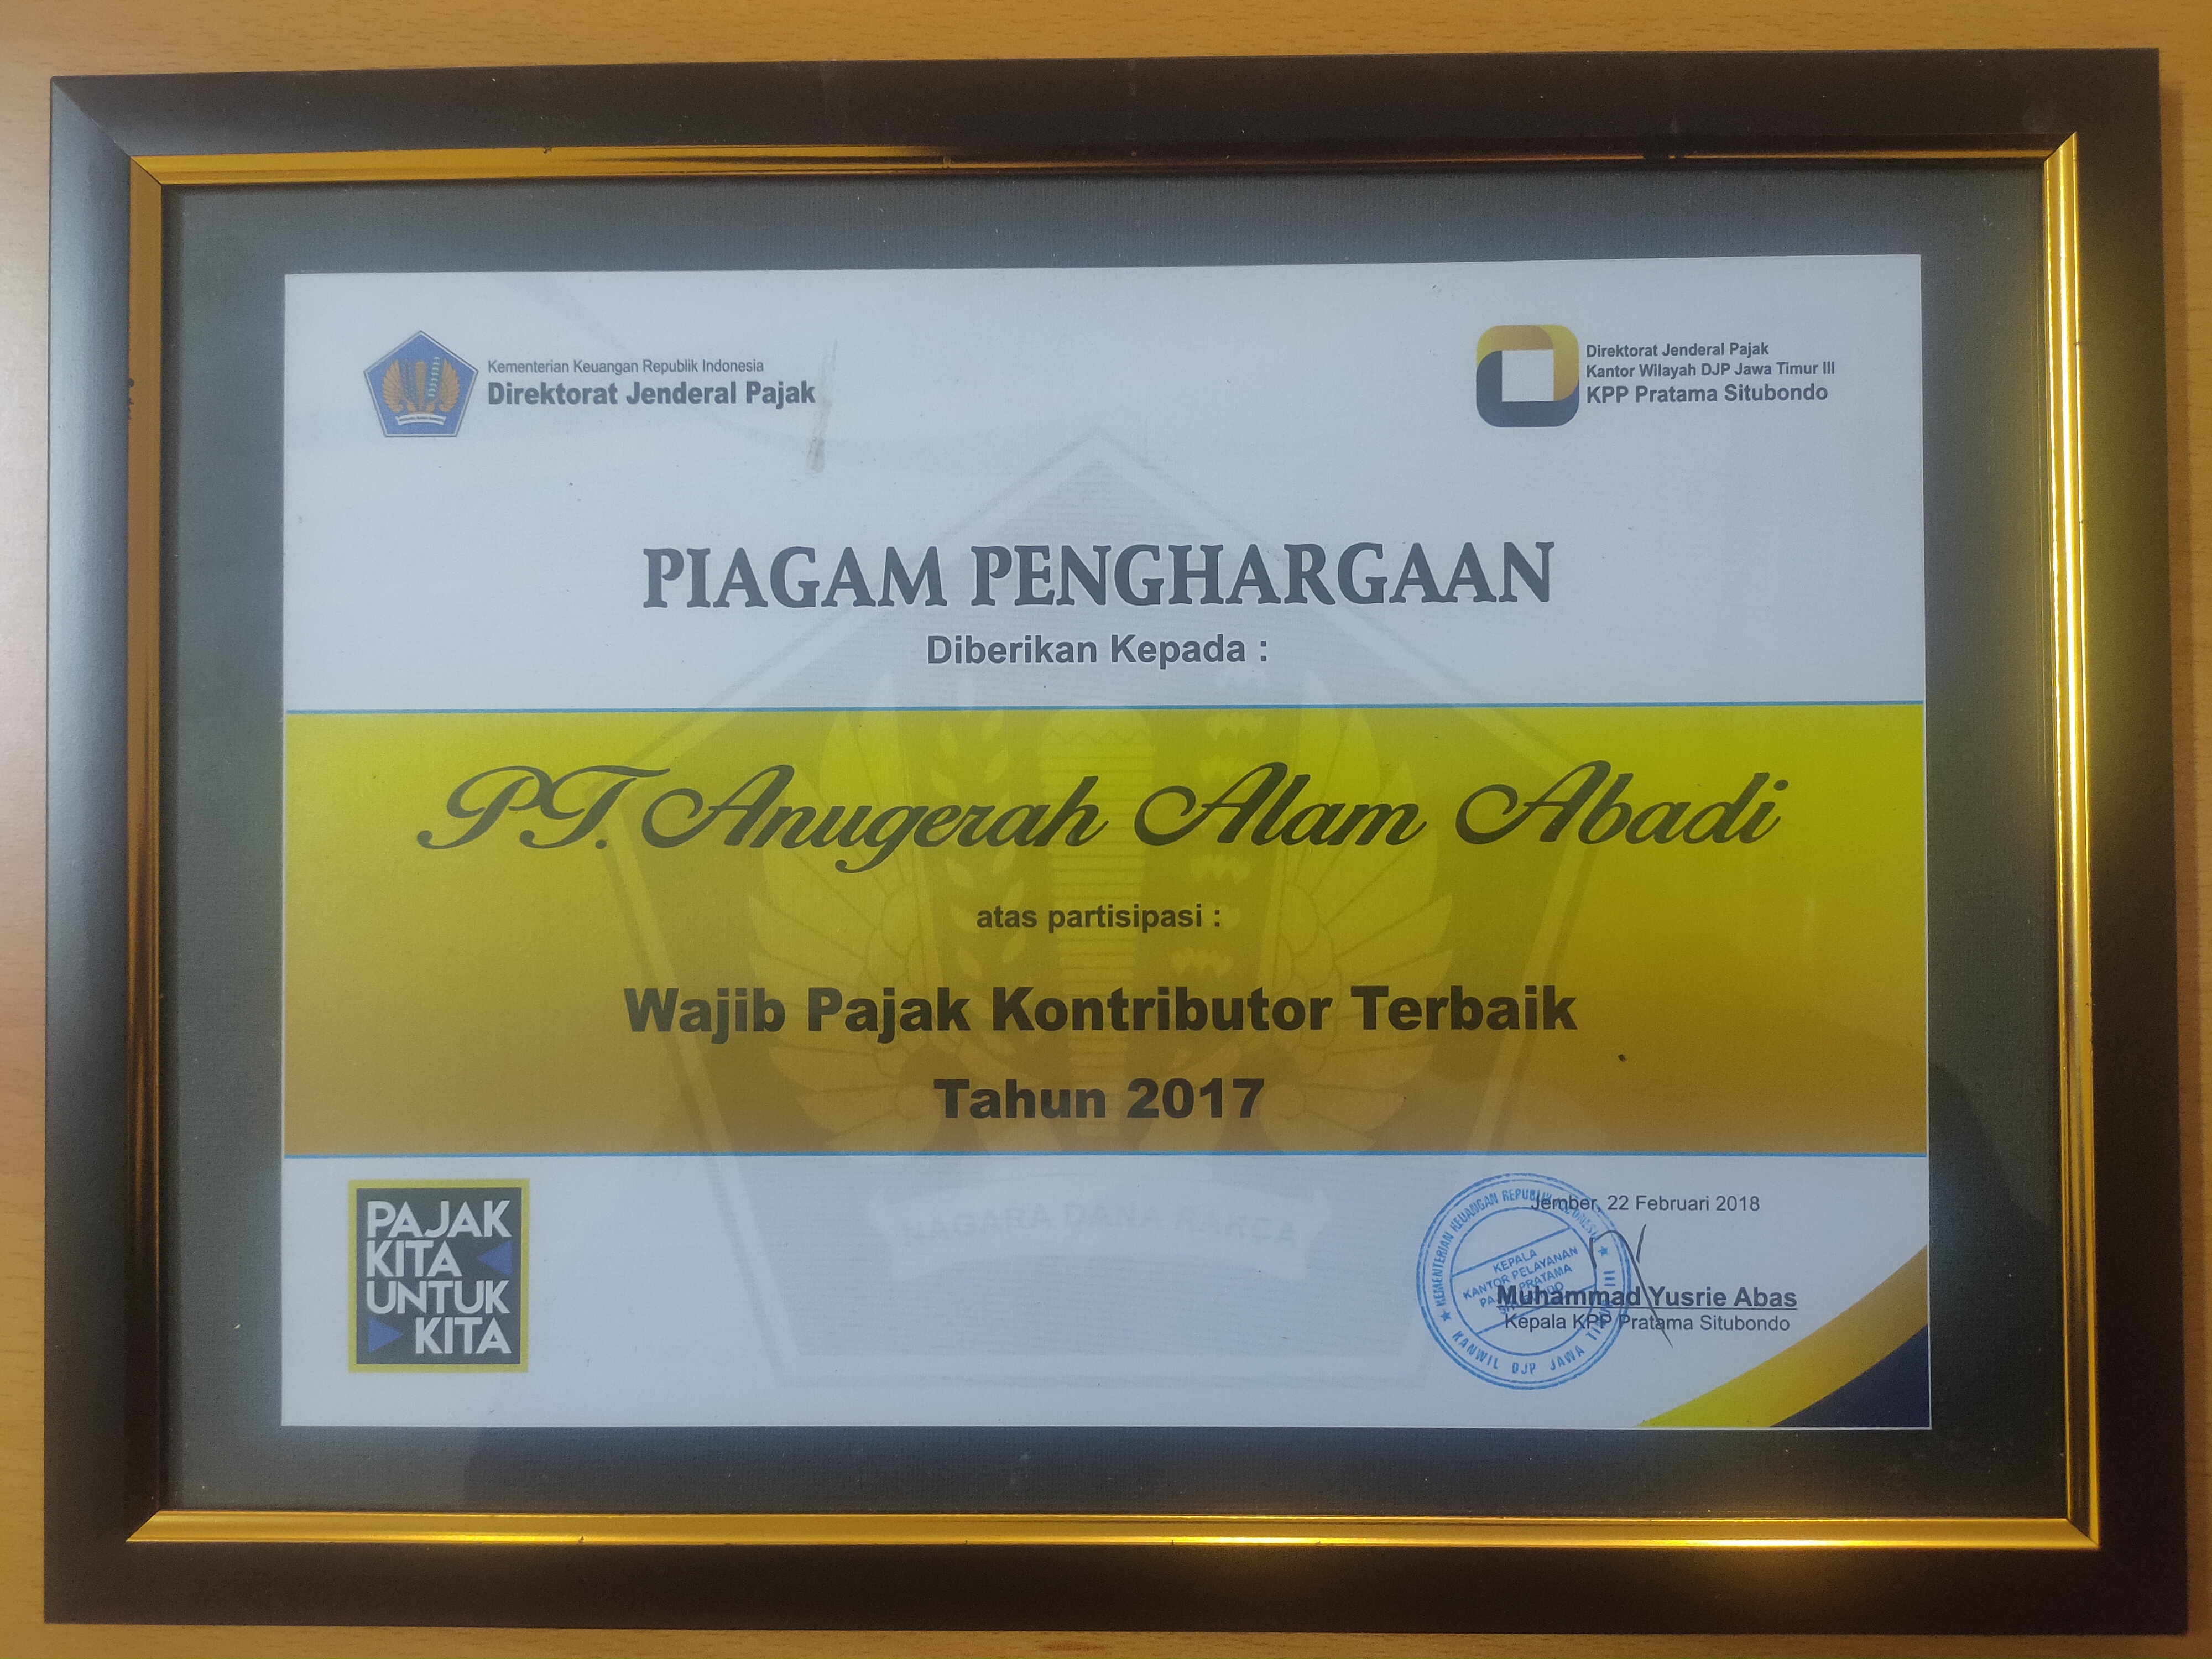 Kementerian Keuangan Republik Indonesia
Direktorat Jenderal Pajak
Direktorat Jenderal Pajak
Kantor Wilayah DJP Jawa Timur III
KPP Pratama Situbondo
PIAGAM PENGHARGAAN
Diberikan Kepada :
PT. Anugerah Alam Abadi
atas partisipasi :
Wajib Pajak Kontributor Terbaik
Tahun 2017
NAGARA DANA RAKÇA
PAJAK
KITA
UNTUK
KITA
Jember, 22 Februari 2018
KEMENTERIAN KEUANGAN REPUBLIK INDONESIA
KEPALA
KANTOR PELAYANAN
PAJAK PRATAMA
SITUBONDO
KANWIL DJP JAWA TIMUR III
Muhammad Yusrie Abas
Kepala KPP Pratama Situbondo